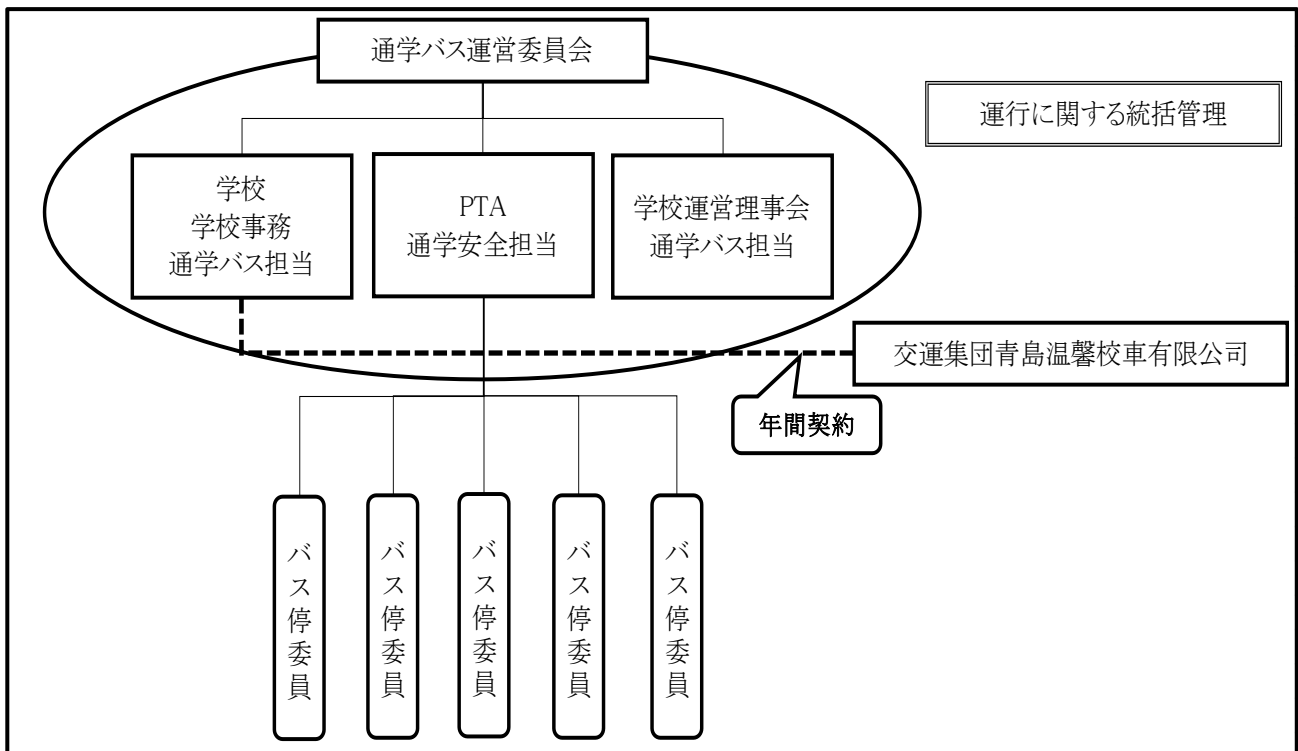 通学バス運営委員会
運行に関する統括管理
学校
学校事務
通学バス担当
PTA
通学安全担当
学校運営理事会
通学バス担当
交運集団青島温馨校車有限公司
年間契約
バス停委員
バス停委員
バス停委員
バス停委員
バス停委員